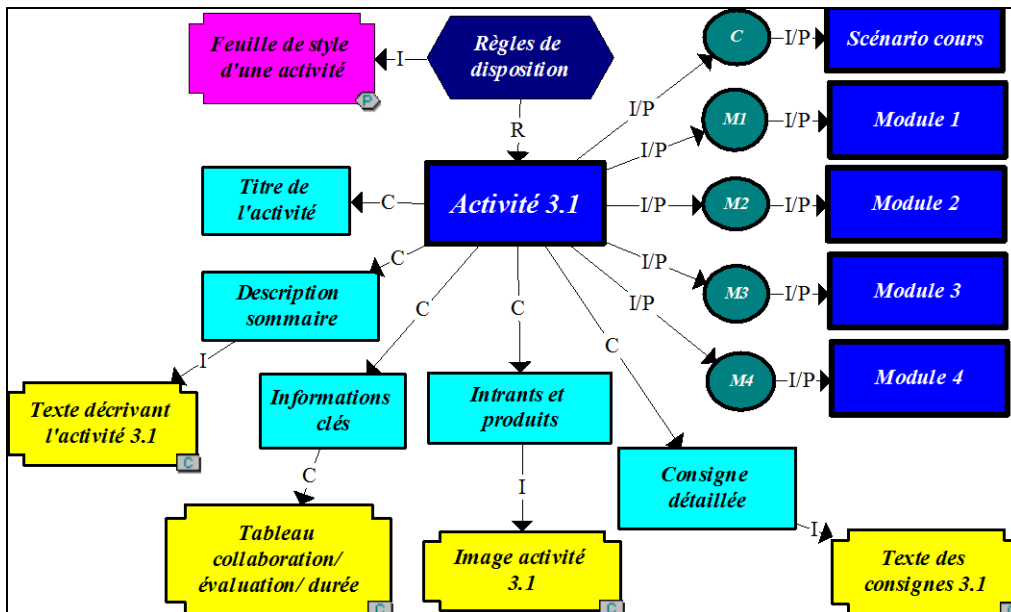 Feuille de style
d'une activité
P
I
Règles de
disposition
C
I/P
Scénario cours
I/P
R
M1
I/P
Module 1
I/P
Titre de
l'activité
C
Activité 3.1
I/P
M2
I/P
Module 2
C
I/P
Description
sommaire
M3
I/P
Module 3
C
C
I/P
C
I
Texte décrivant
l'activité 3.1
C
Informations
clés
Intrants et
produits
M4
I/P
Module 4
C
I
Consigne
détaillée
I
Tableau
collaboration/
évaluation/ durée
C
Image activité
3.1
C
Texte des
consignes 3.1
C